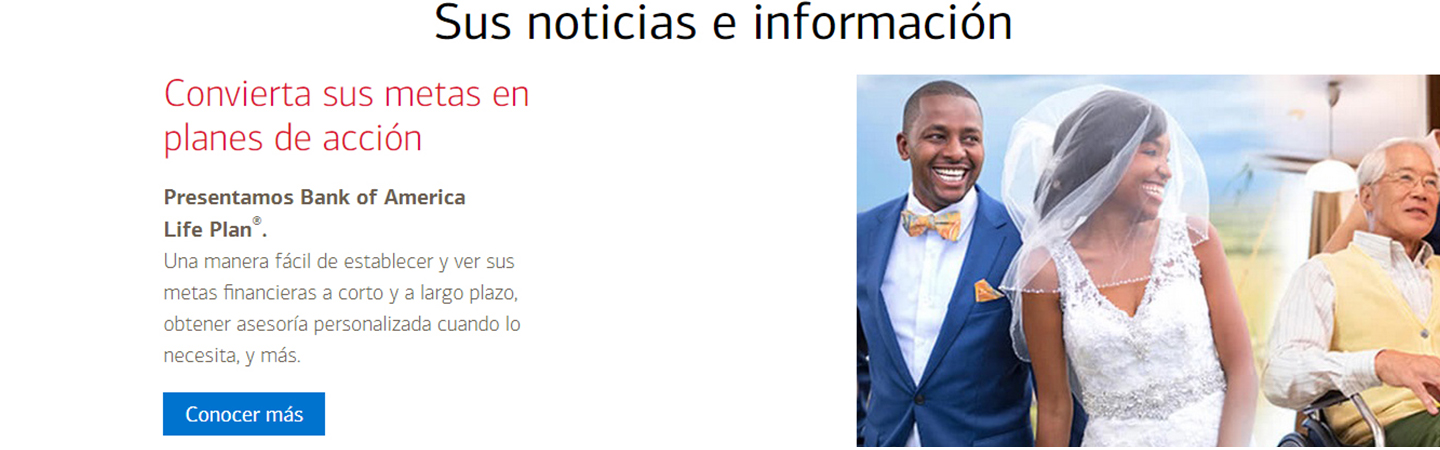 Sus noticias e información
Convierta sus metas en
planes de acción
Presentamos Bank of America
Life Plan®.
Una manera fácil de establecer y ver sus
metas financieras a corto y a largo plazo,
obtener asesoría personalizada cuando lo
necesita, y más.
Conocer más